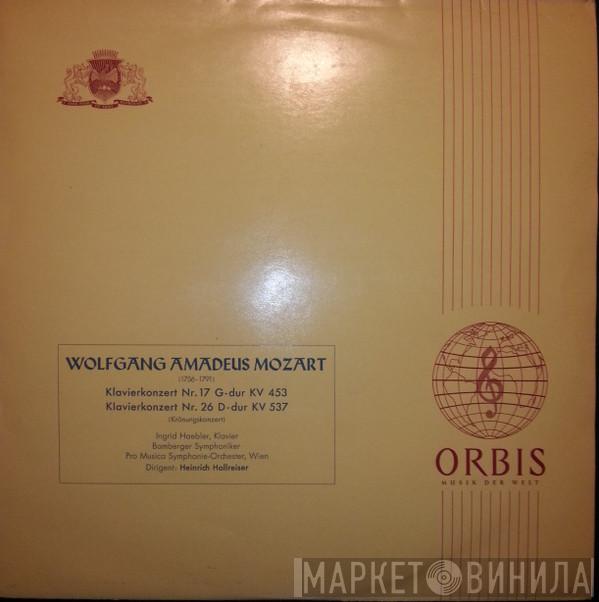 WOLFGANG AMADEUS MOZART
(1756-1791)
Klavierkonzert Nr. 17 G-dur KV 453
Klavierkonzert Nr. 26 D-dur KV 537
(Krönungskonzert)
Ingrid Haebler, Klavier
Bamberger Symphoniker
Pro Musica Symphonie-Orchester, Wien
Dirigent: Heinrich Hollreiser
ORBIS
MUSIK DER WELT
МАРКЕТ ВИНИЛА